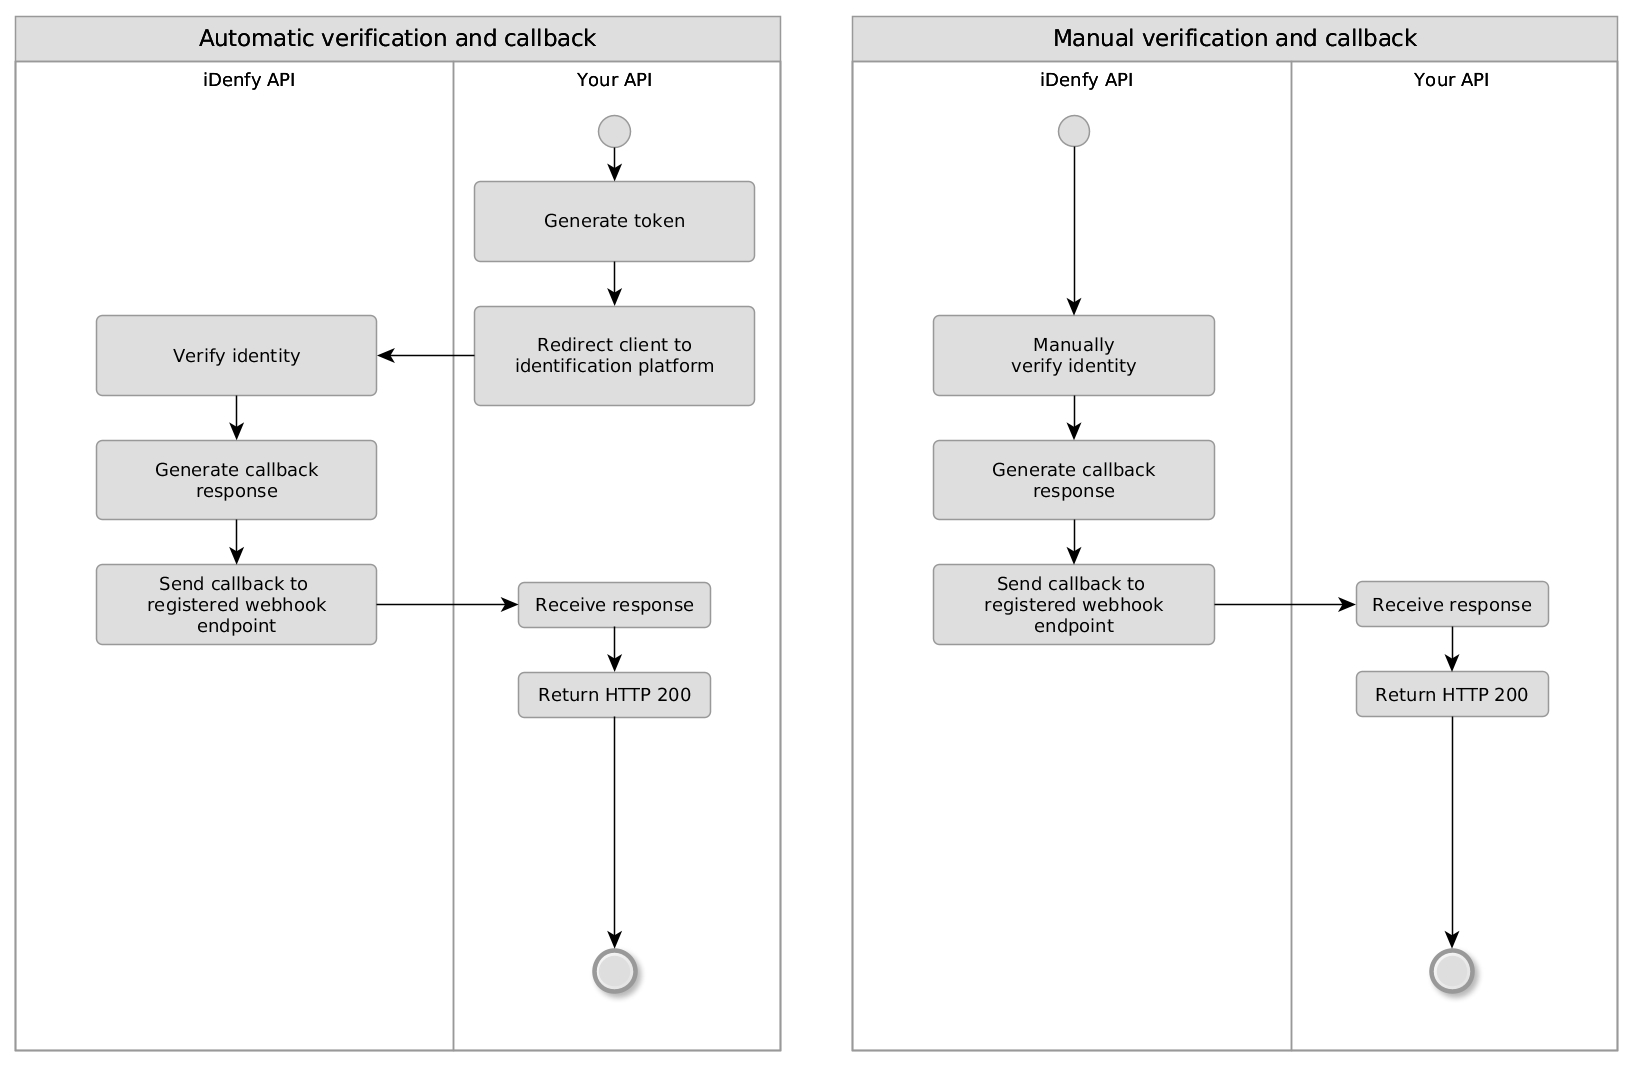 Automatic verification and callback
iDenfy API
Your API
Generate token
Redirect client to
identification platform
Verify identity
Generate callback
response
Send callback to
registered webhook
endpoint
Receive response
Return HTTP 200
Manual verification and callback
iDenfy API
Your API
Manually
verify identity
Generate callback
response
Send callback to
registered webhook
endpoint
Receive response
Return HTTP 200